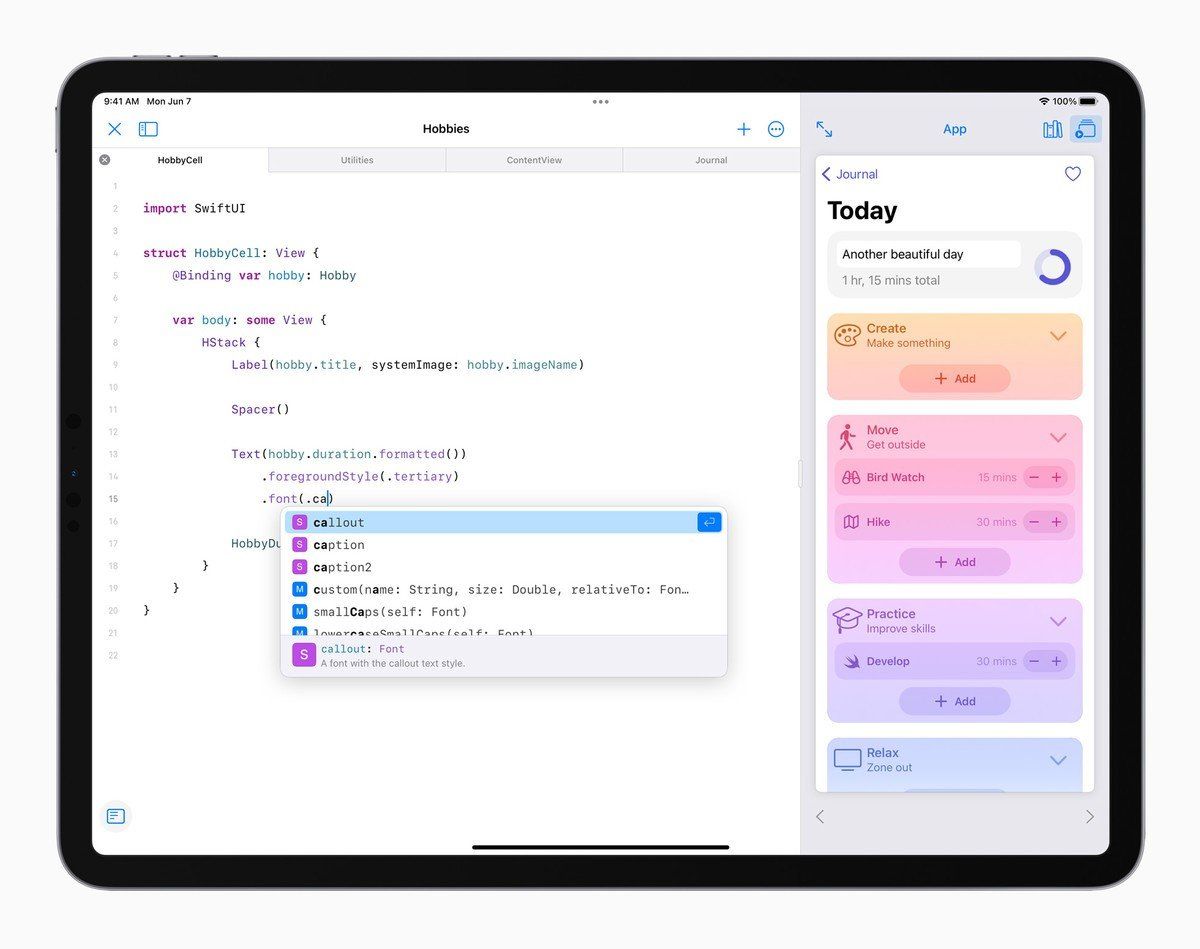 9:41 AM Mon Jun 7
100%
Hobbies
App
HobbyCell
Utilities
ContentView
Journal
1
2 import SwiftUI
3
4 struct HobbyCell: View {
5 @Binding var hobby: Hobby
6
7 var body: some View {
8 HStack {
9 Label(hobby.title, systemImage: hobby.imageName)
10
11 Spacer()
12
13 Text(hobby.duration.formatted())
14 .foregroundStyle(.tertiary)
15 .font(.ca)
16
17 HobbyDu
18 }
19 }
20 }
21
22
S callout
S caption
S caption2
M custom(name: String, size: Double, relativeTo: Fon…
M smallCaps(self: Font)
M lowercaseSmallCaps(self: Font)
S callout: Font
A font with the callout text style.
Journal
Today
Another beautiful day
1 hr, 15 mins total
Create
Make something
+ Add
Move
Get outside
Bird Watch 15 mins − +
Hike 30 mins − +
+ Add
Practice
Improve skills
Develop 30 mins − +
+ Add
Relax
Zone out